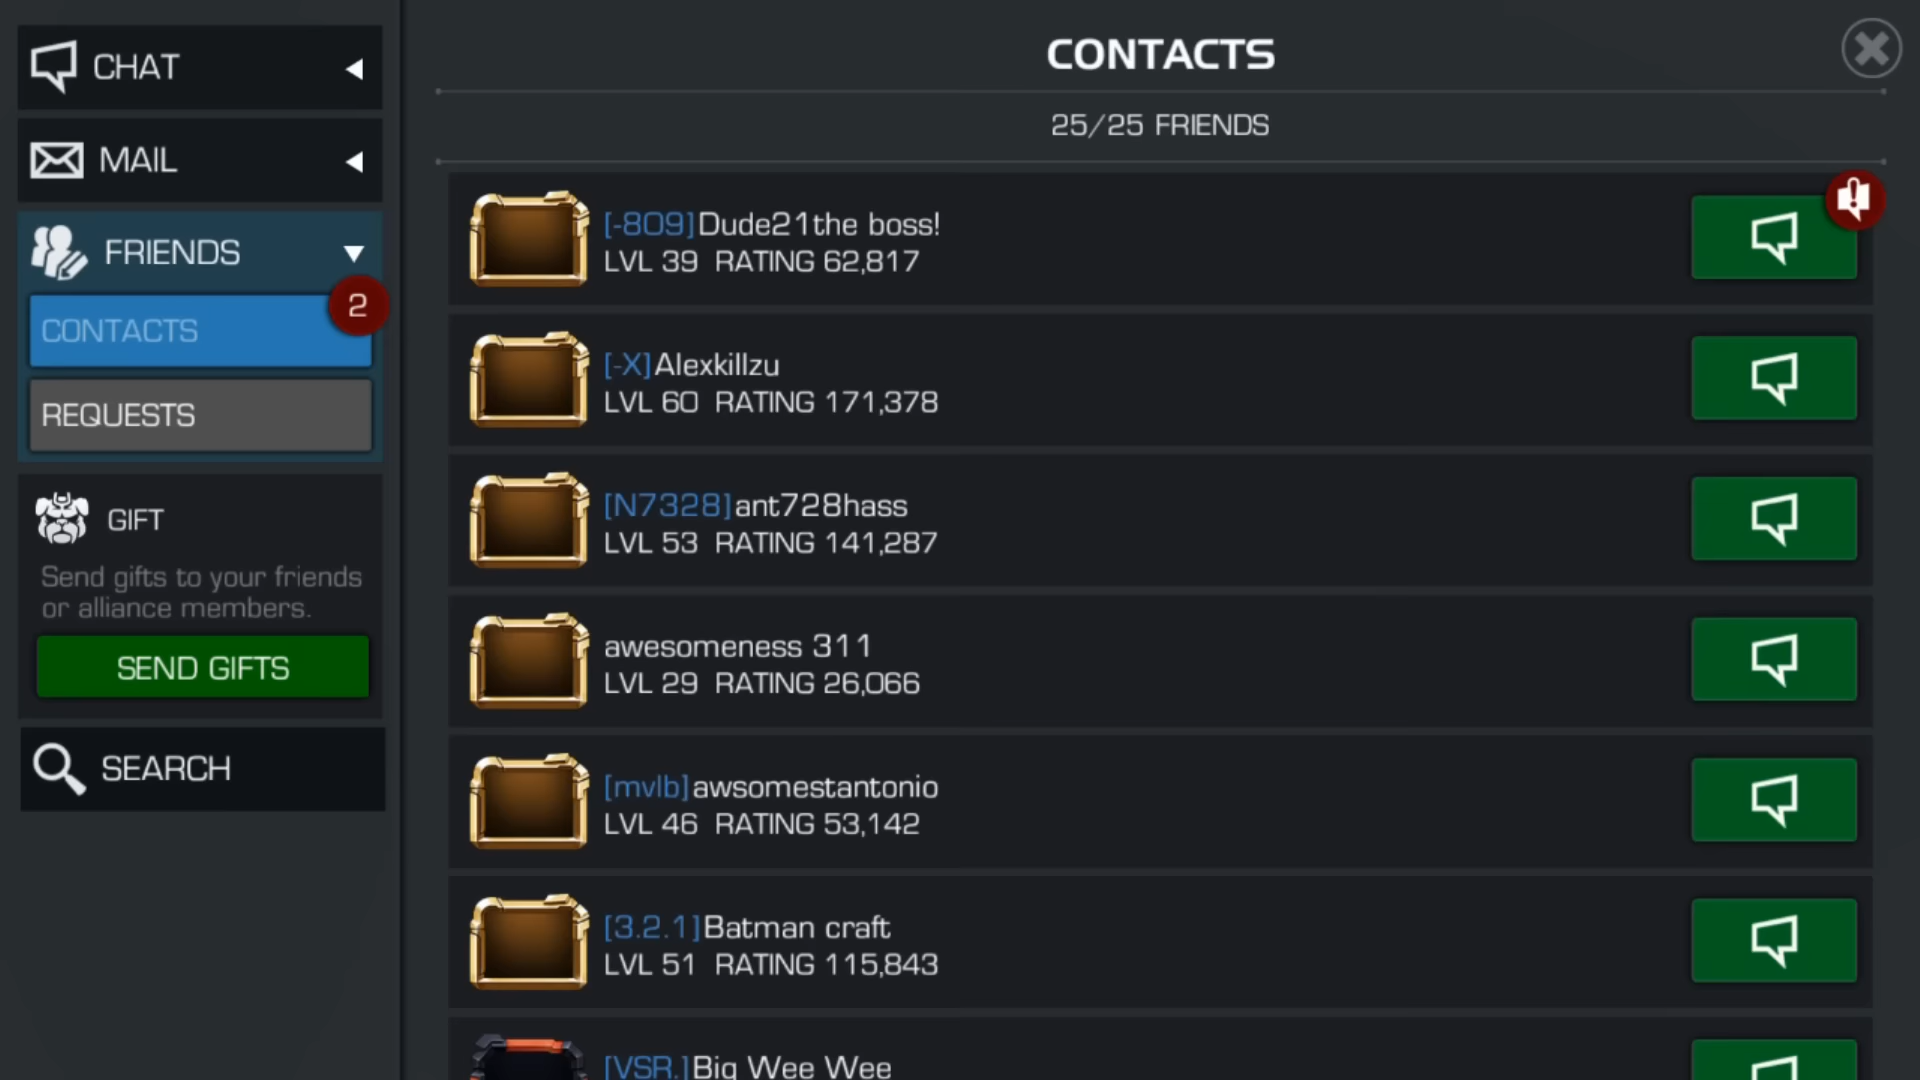 CHAT
MAIL
FRIENDS
2
CONTACTS
REQUESTS
GIFT
Send gifts to your friends
or alliance members.
SEND GIFTS
SEARCH
CONTACTS
25/25 FRIENDS
[-809]Dude21the boss!
LVL 39 RATING 62,817
!
[-X]Alexkillzu
LVL 60 RATING 171,378
[N7328]ant728hass
LVL 53 RATING 141,287
awesomeness 311
LVL 29 RATING 26,066
[mvlb]awsomestantonio
LVL 46 RATING 53,142
[3.2.1]Batman craft
LVL 51 RATING 115,843
[VSR.]Big Wee Wee